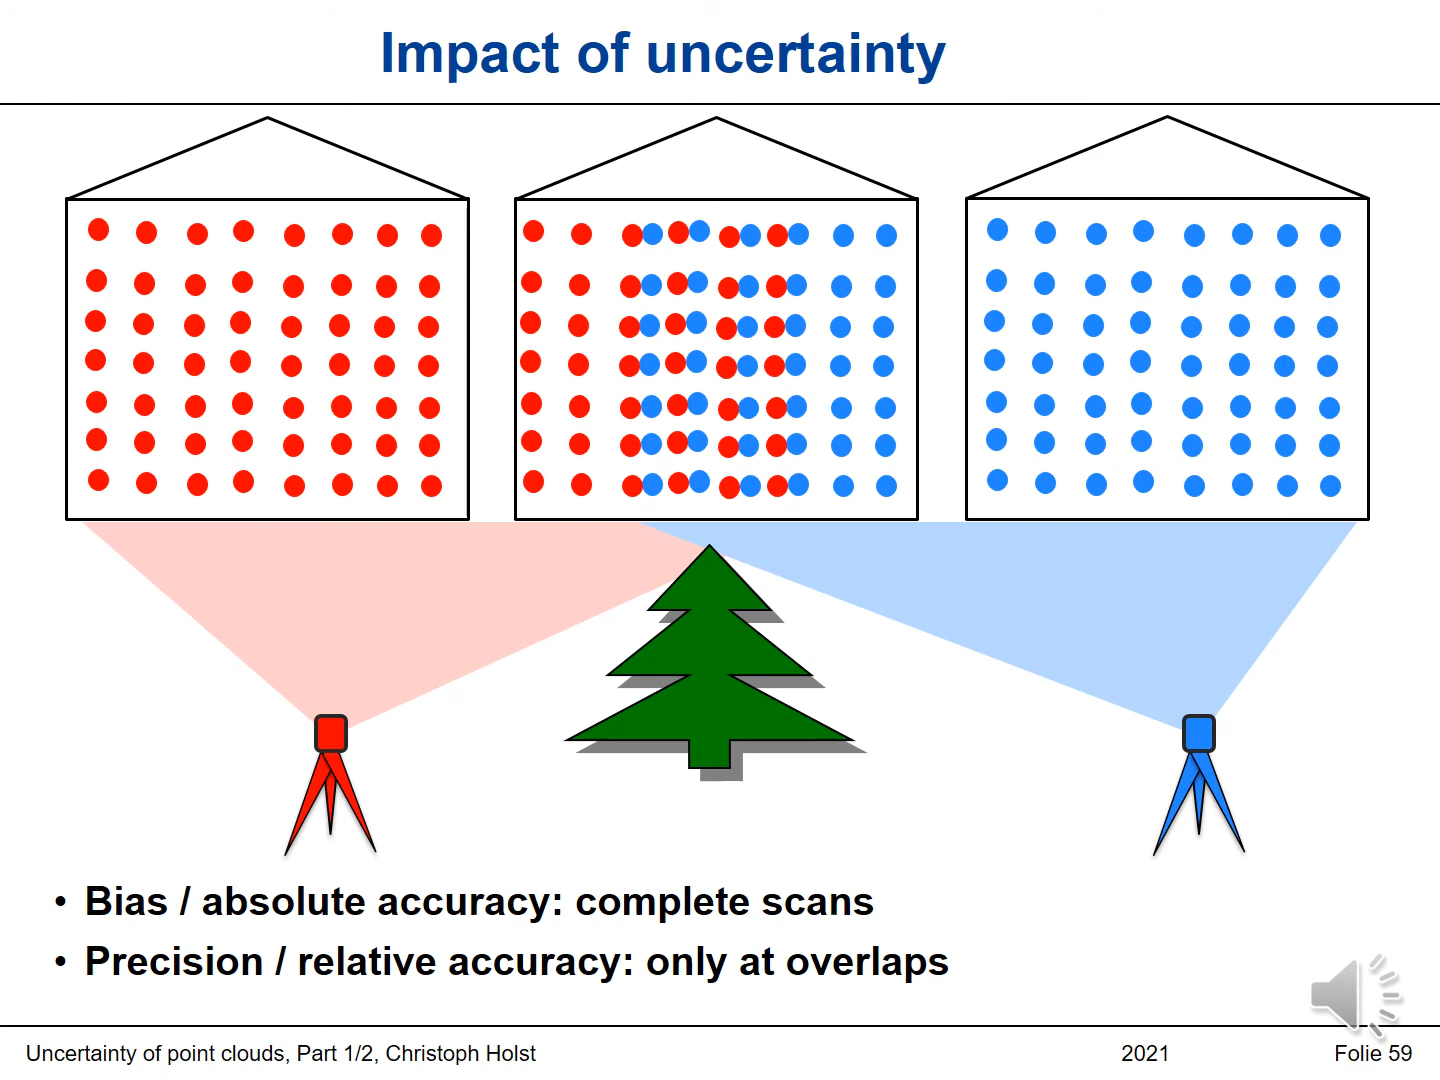 Impact of uncertainty
• Bias / absolute accuracy: complete scans
• Precision / relative accuracy: only at overlaps
Uncertainty of point clouds, Part 1/2, Christoph Holst 2021 Folie 59